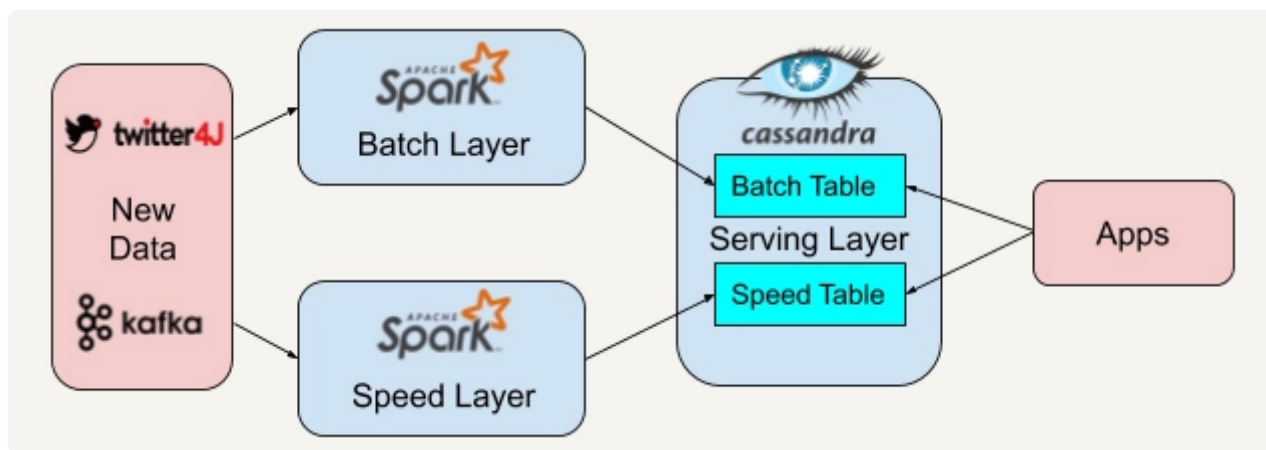 twitter4J
New
Data
kafka
APACHE
Spark
Batch Layer
APACHE
Spark
Speed Layer
cassandra
Batch Table
Serving Layer
Speed Table
Apps